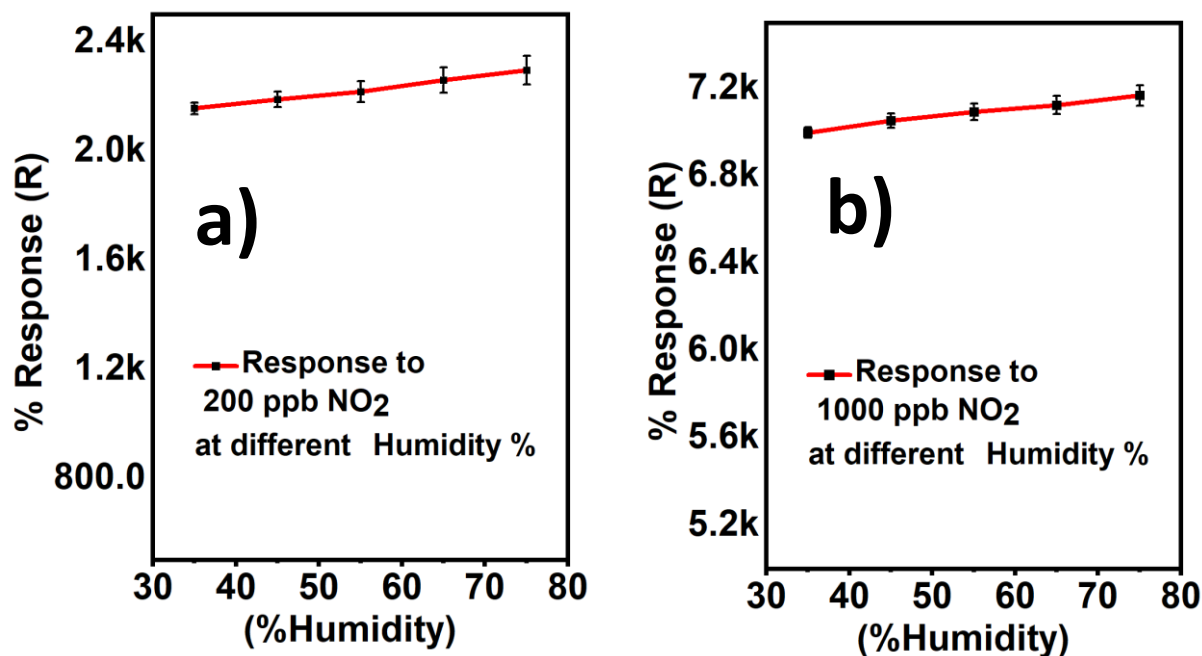 % Response (R)
2.4k
2.0k
1.6k
1.2k
800.0
a)
Response to
200 ppb NO2
at different Humidity %
30 40 50 60 70 80
(%Humidity)
% Response (R)
7.2k
6.8k
6.4k
6.0k
5.6k
5.2k
b)
Response to
1000 ppb NO2
at different Humidity %
30 40 50 60 70 80
(%Humidity)